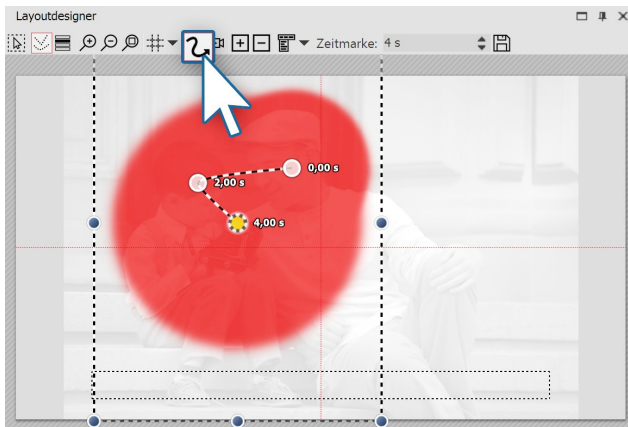 Layoutdesigner
Zeitmarke: 4 s
0,00 s
2,00 s
4,00 s